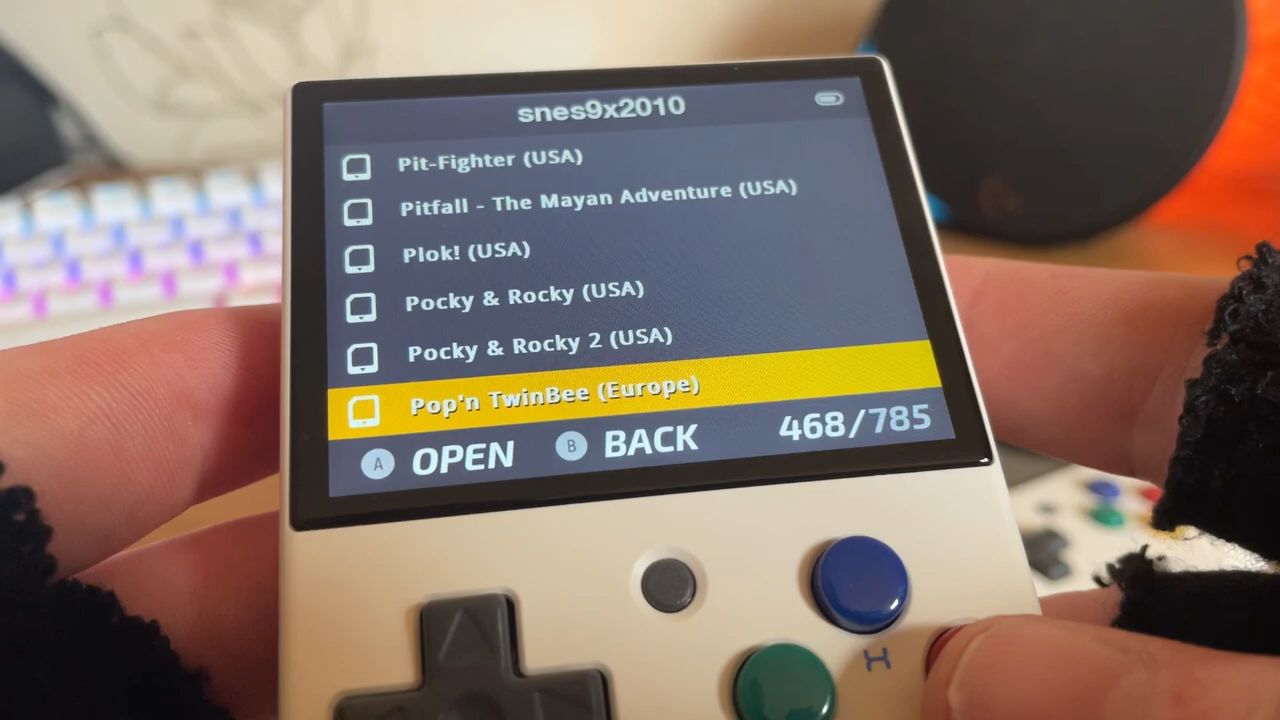 snes9x2010
Pit-Fighter (USA)
Pitfall - The Mayan Adventure (USA)
Plok! (USA)
Pocky & Rocky (USA)
Pocky & Rocky 2 (USA)
Pop'n TwinBee (Europe)
A OPEN B BACK 468/785
X